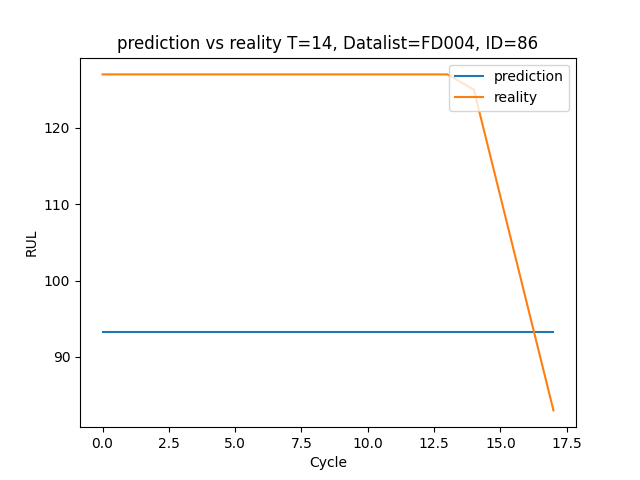 prediction vs reality T=14, Datalist=FD004, ID=86
prediction
reality
120
110
100
90
RUL
0.0 2.5 5.0 7.5 10.0 12.5 15.0 17.5
Cycle